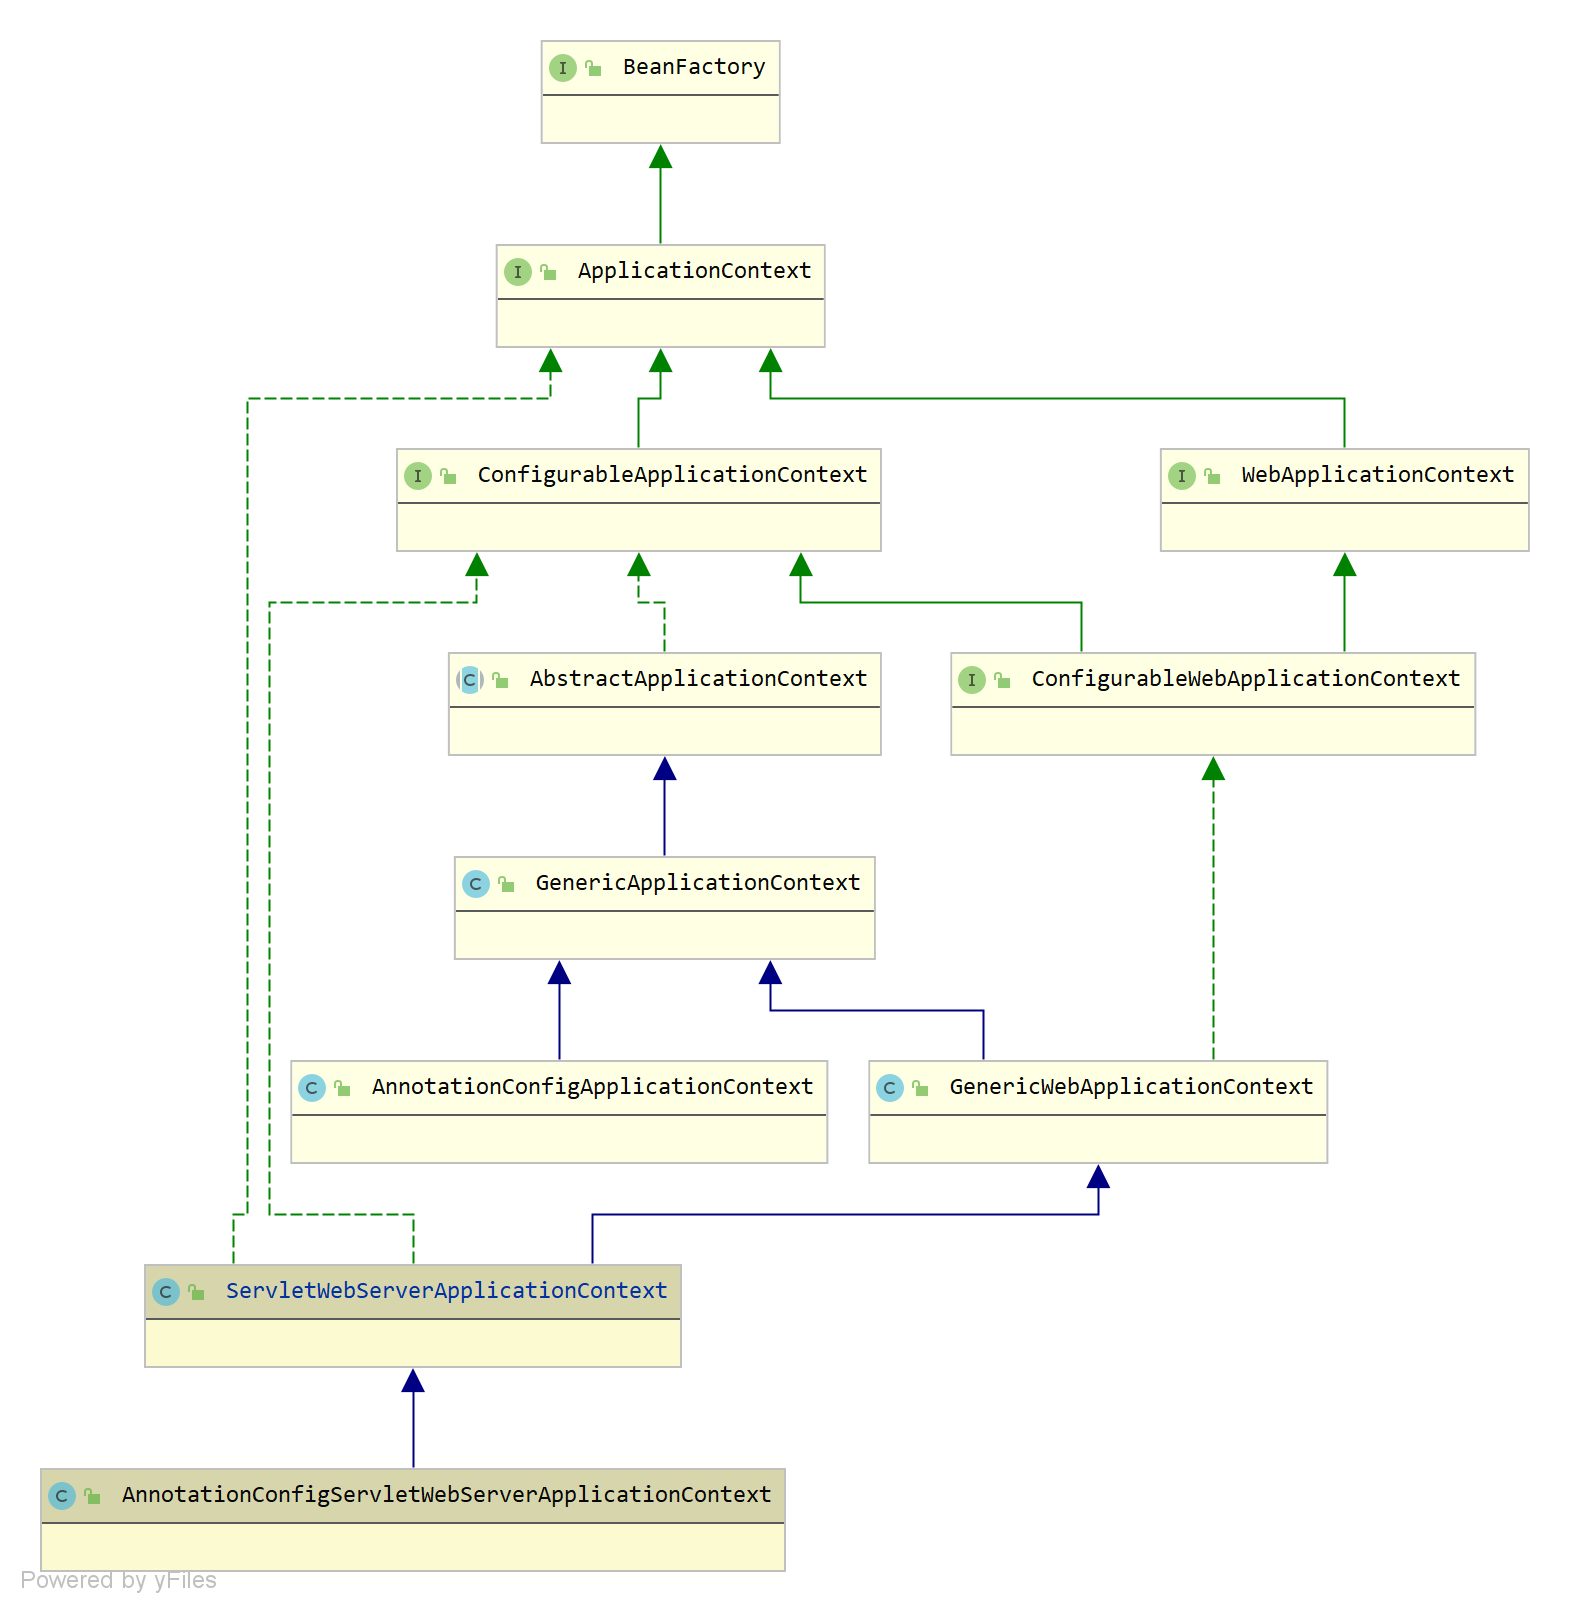 I BeanFactory
I ApplicationContext
I ConfigurableApplicationContext
I WebApplicationContext
C AbstractApplicationContext
I ConfigurableWebApplicationContext
C GenericApplicationContext
C AnnotationConfigApplicationContext
C GenericWebApplicationContext
C ServletWebServerApplicationContext
C AnnotationConfigServletWebServerApplicationContext
Powered by yFiles